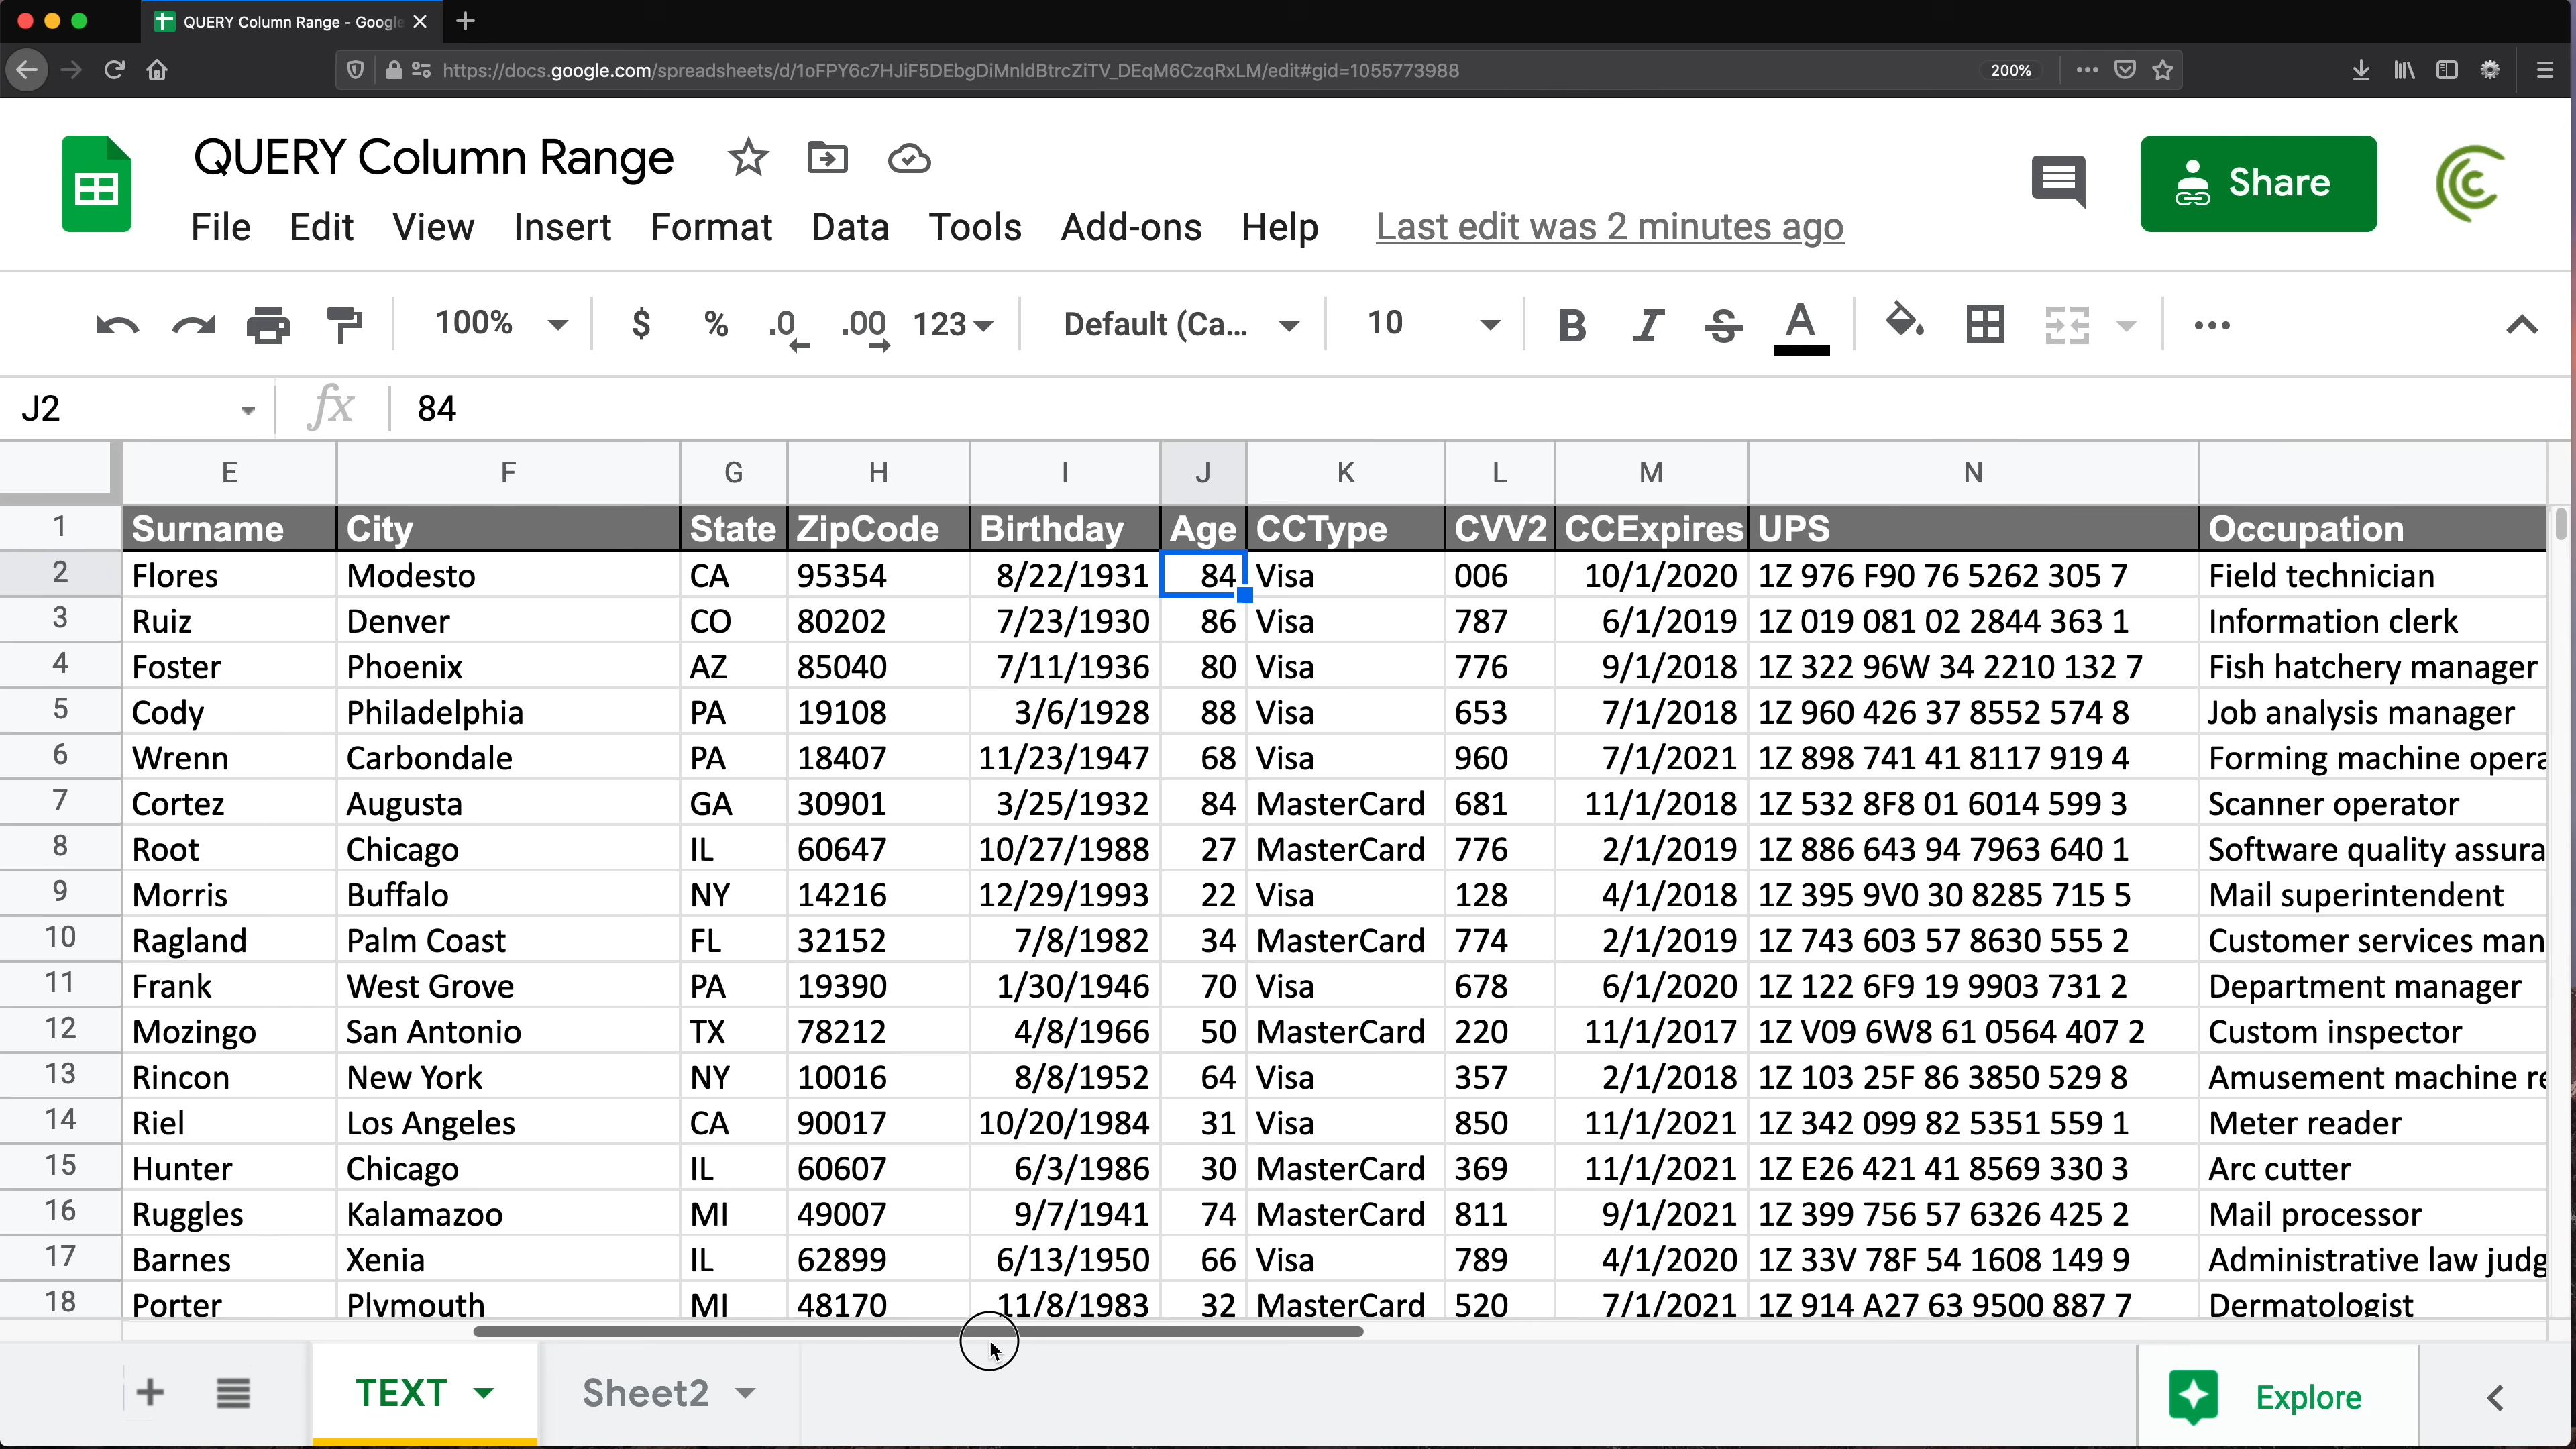 QUERY Column Range - Google
https://docs.google.com/spreadsheets/d/1oFPY6c7HJiF5DEbgDiMnldBtrcZiTV_DEqM6CzqRxLM/edit#gid=1055773988 200%
QUERY Column Range
Share
File Edit View Insert Format Data Tools Add-ons Help Last edit was 2 minutes ago
100% $ % .0 .00 123 Default (Ca... 10 B I S A
J2 fx 84
E F G H I J K L M N
1 Surname City State ZipCode Birthday Age CCType CVV2 CCExpires UPS Occupation
2 Flores Modesto CA 95354 8/22/1931 84 Visa 006 10/1/2020 1Z 976 F90 76 5262 305 7 Field technician
3 Ruiz Denver CO 80202 7/23/1930 86 Visa 787 6/1/2019 1Z 019 081 02 2844 363 1 Information clerk
4 Foster Phoenix AZ 85040 7/11/1936 80 Visa 776 9/1/2018 1Z 322 96W 34 2210 132 7 Fish hatchery manager
5 Cody Philadelphia PA 19108 3/6/1928 88 Visa 653 7/1/2018 1Z 960 426 37 8552 574 8 Job analysis manager
6 Wrenn Carbondale PA 18407 11/23/1947 68 Visa 960 7/1/2021 1Z 898 741 41 8117 919 4 Forming machine opera
7 Cortez Augusta GA 30901 3/25/1932 84 MasterCard 681 11/1/2018 1Z 532 8F8 01 6014 599 3 Scanner operator
8 Root Chicago IL 60647 10/27/1988 27 MasterCard 776 2/1/2019 1Z 886 643 94 7963 640 1 Software quality assura
9 Morris Buffalo NY 14216 12/29/1993 22 Visa 128 4/1/2018 1Z 395 9V0 30 8285 715 5 Mail superintendent
10 Ragland Palm Coast FL 32152 7/8/1982 34 MasterCard 774 2/1/2019 1Z 743 603 57 8630 555 2 Customer services man
11 Frank West Grove PA 19390 1/30/1946 70 Visa 678 6/1/2020 1Z 122 6F9 19 9903 731 2 Department manager
12 Mozingo San Antonio TX 78212 4/8/1966 50 MasterCard 220 11/1/2017 1Z V09 6W8 61 0564 407 2 Custom inspector
13 Rincon New York NY 10016 8/8/1952 64 Visa 357 2/1/2018 1Z 103 25F 86 3850 529 8 Amusement machine re
14 Riel Los Angeles CA 90017 10/20/1984 31 Visa 850 11/1/2021 1Z 342 099 82 5351 559 1 Meter reader
15 Hunter Chicago IL 60607 6/3/1986 30 MasterCard 369 11/1/2021 1Z E26 421 41 8569 330 3 Arc cutter
16 Ruggles Kalamazoo MI 49007 9/7/1941 74 MasterCard 811 9/1/2021 1Z 399 756 57 6326 425 2 Mail processor
17 Barnes Xenia IL 62899 6/13/1950 66 Visa 789 4/1/2020 1Z 33V 78F 54 1608 149 9 Administrative law judg
18 Porter Plymouth MI 48170 11/8/1983 32 MasterCard 520 7/1/2021 1Z 914 A27 63 9500 887 7 Dermatologist
TEXT Sheet2 Explore